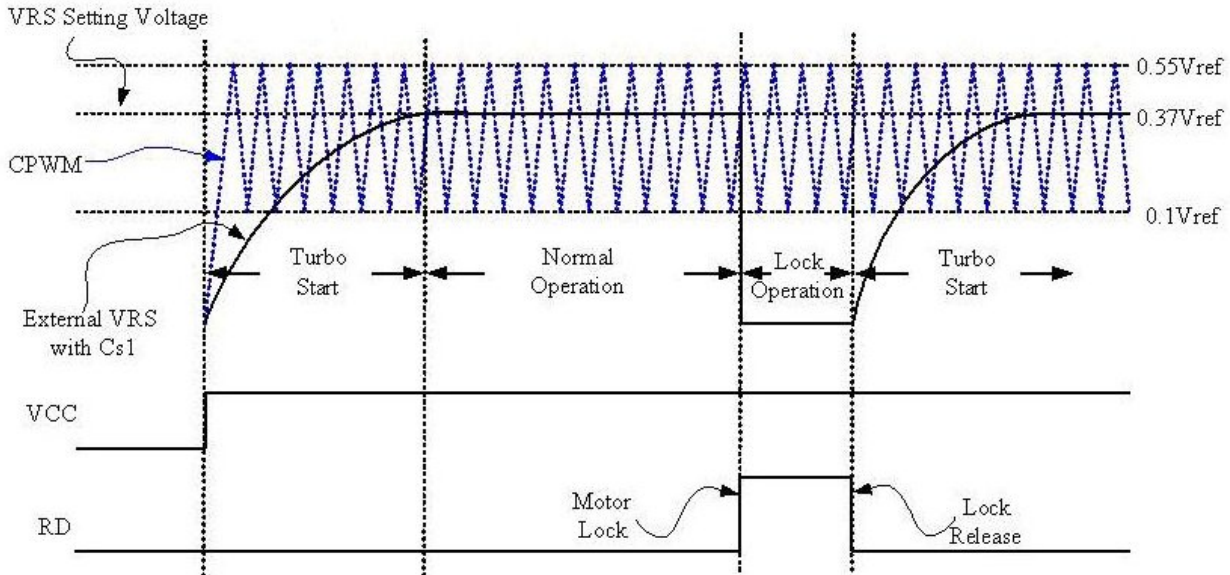 VRS Setting Voltage
0.55Vref
0.37Vref
CPWM
0.1Vref
Turbo
Start
Normal
Operation
Lock
Operation
Turbo
Start
External VRS
with Cs1
VCC
Motor
Lock
Lock
Release
RD